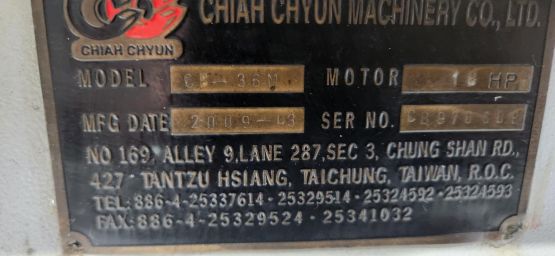 CHIAH CHYUN MACHINERY CO., LTD.
CHIAH CHYUN
MODEL MOTOR HP
MFG DATE 2009-03 SER NO.
NO 169, ALLEY 9, LANE 287, SEC 3, CHUNG SHAN RD.,
427 TANTZU HSIANG, TAICHUNG, TAIWAN, R.O.C.
TEL:886-4-25337614-25329514-25324592-25324593
FAX:886-4-25329524-25341032